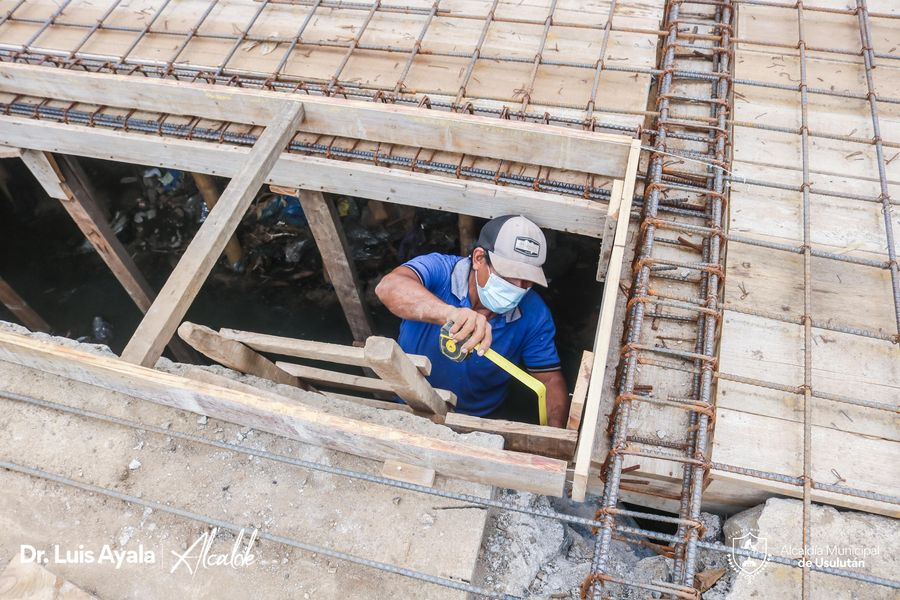 Dr. Luis Ayala | Alcalde
Alcaldía Municipal
de Usulután